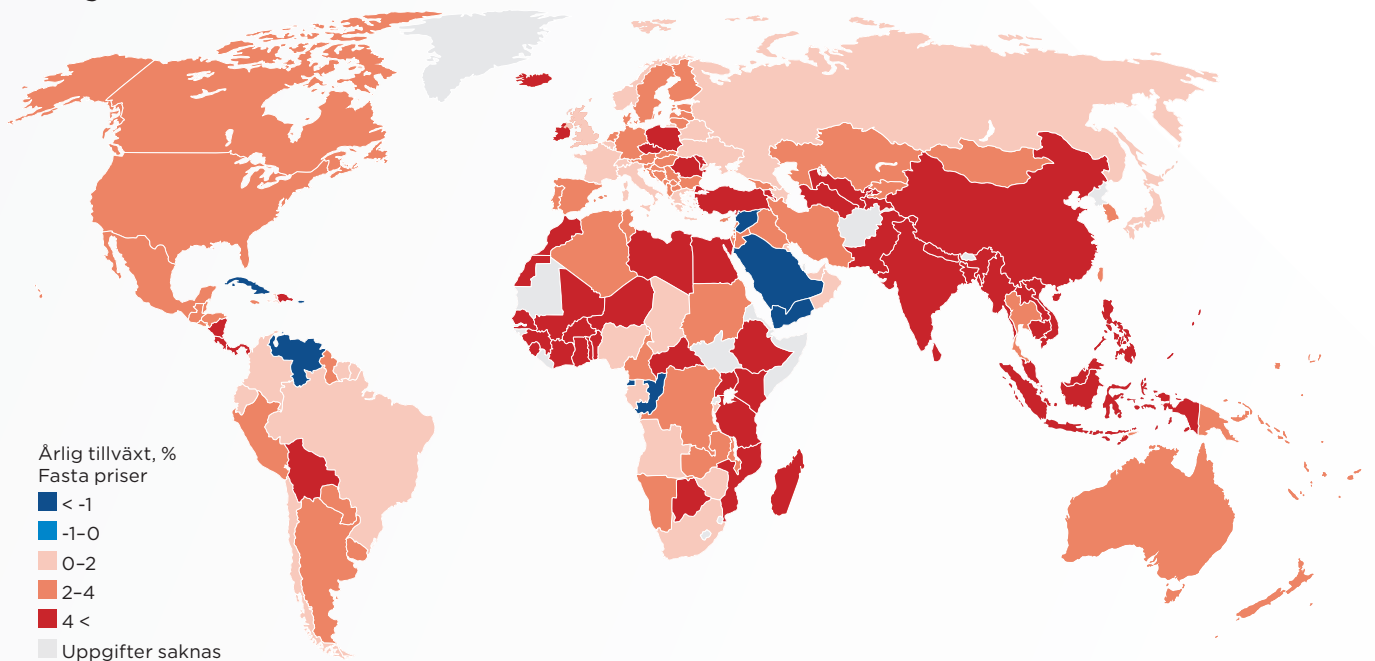 Årlig tillväxt, %
Fasta priser
< -1
-1–0
0–2
2–4
4 <
Uppgifter saknas